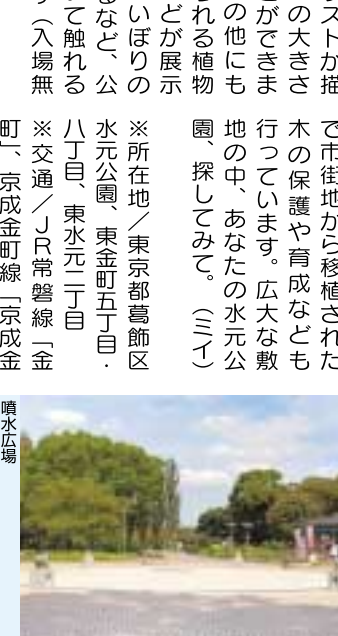 ストが描
の大きさ
とができま
の他にも
られる植物
どが展示
いぼりの
るなど、公
て触れる
す（入場無
で市街地から移植された
木の保護や育成なども
行っています。広大な敷
地の中、あなたの水元公
園、探してみて。（ミイ）
※所在地／東京都葛飾区
水元公園、東金町五丁目・
八丁目、東水元二丁目
※交通／ＪＲ常磐線「金
町」、京成金町線「京成金
噴水広場